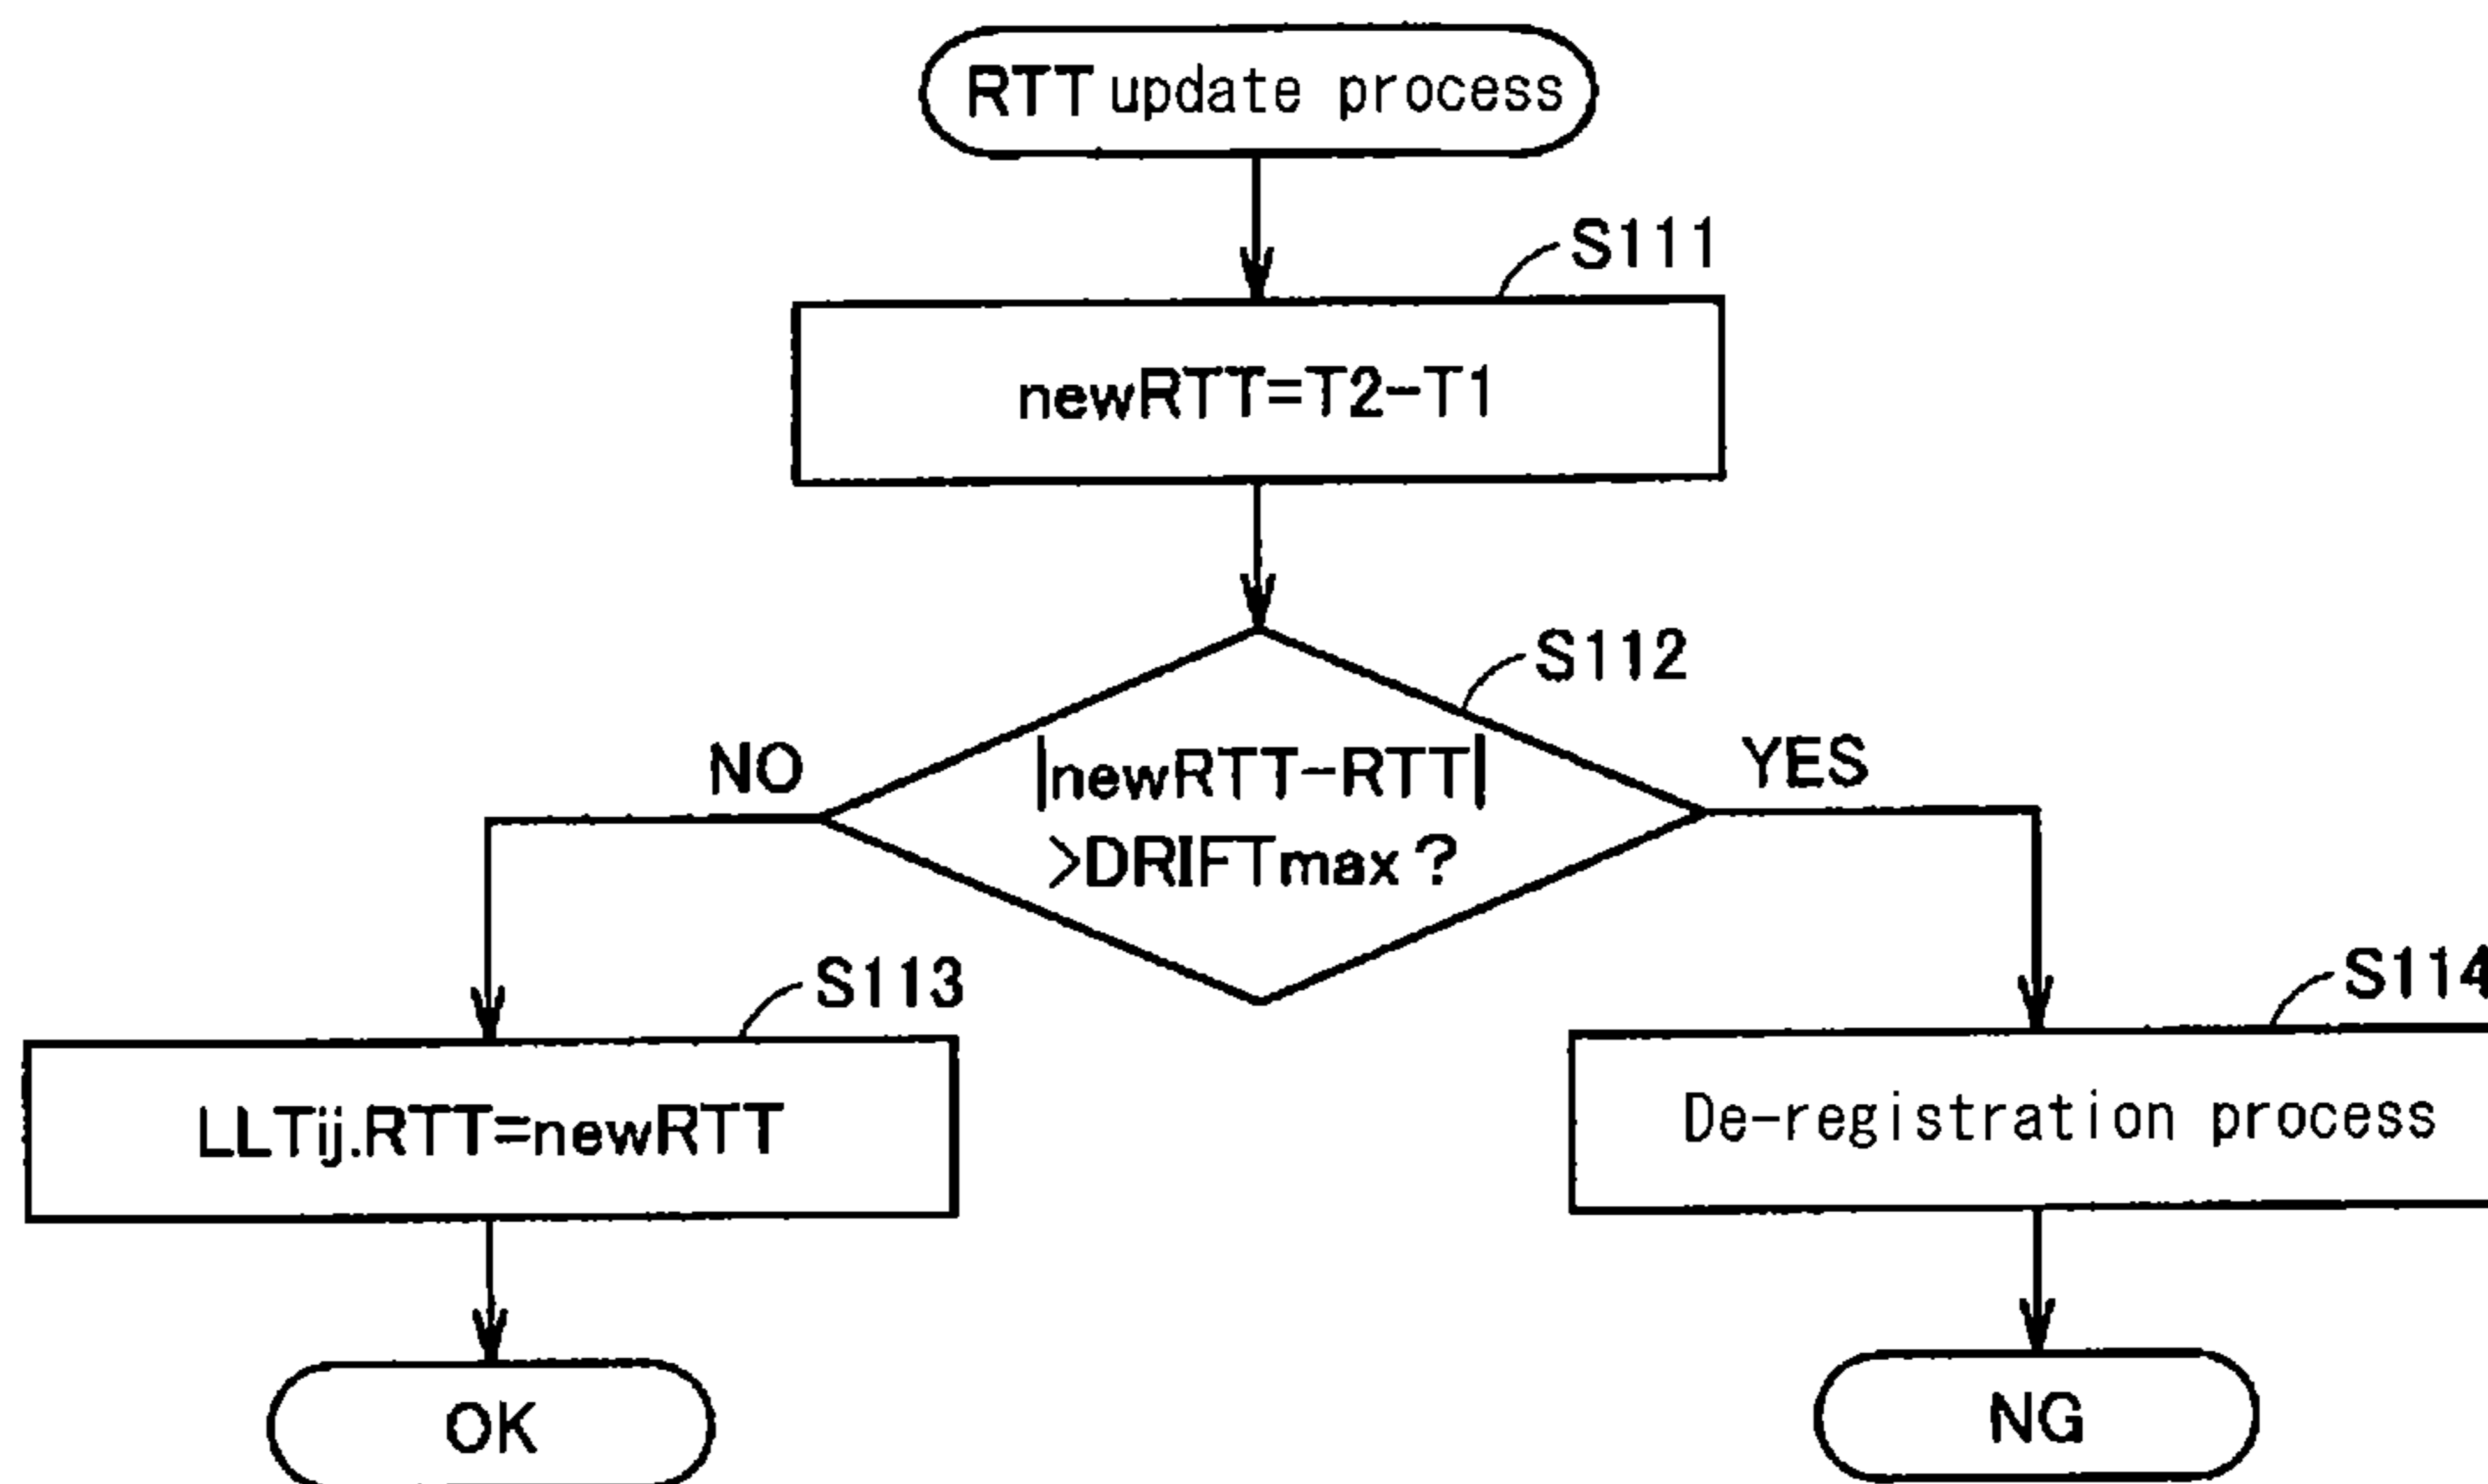 RTT update process
S111
newRTT=T2-T1
S112
NO
|newRTT-RTT|
>DRIFTmax?
YES
S113
S114
LLTij.RTT=newRTT
De-registration process
OK
NG